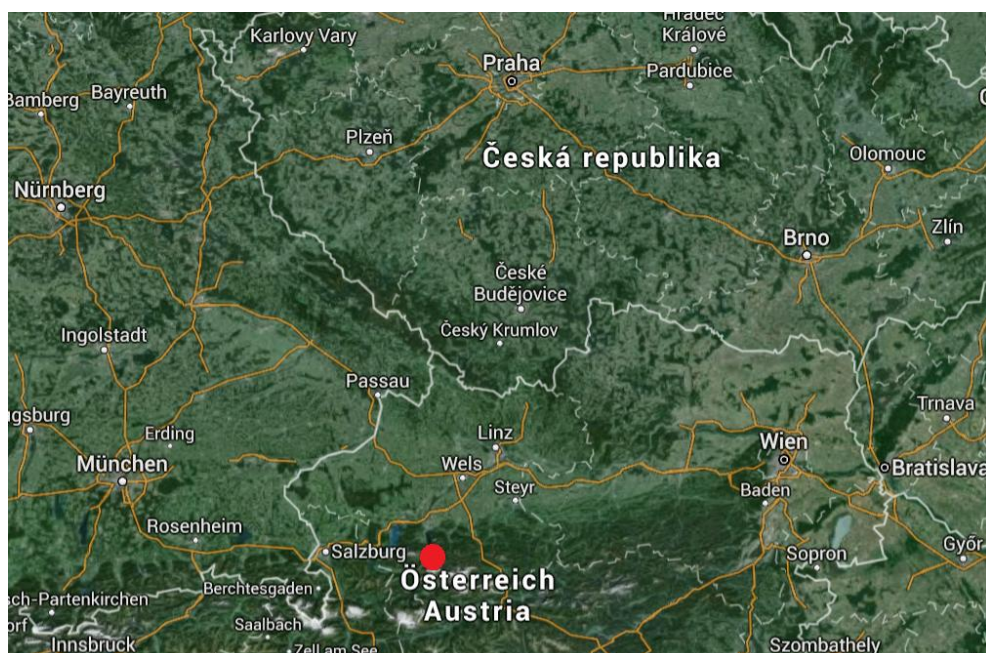 Hradec
Králové
Karlovy Vary
Praha
Pardubice
Bamberg
Bayreuth
Plzeň
Česká republika
Olomouc
Nürnberg
Zlín
Brno
České
Budějovice
Český Krumlov
Ingolstadt
Passau
Trnava
Erding
Linz
Wien
München
Wels
Bratislava
Steyr
Baden
Rosenheim
Salzburg
Győr
Sopron
Österreich
Austria
Berchtesgaden
sch-Partenkirchen
Saalbach
Innsbruck
Zell am See
Szombathely